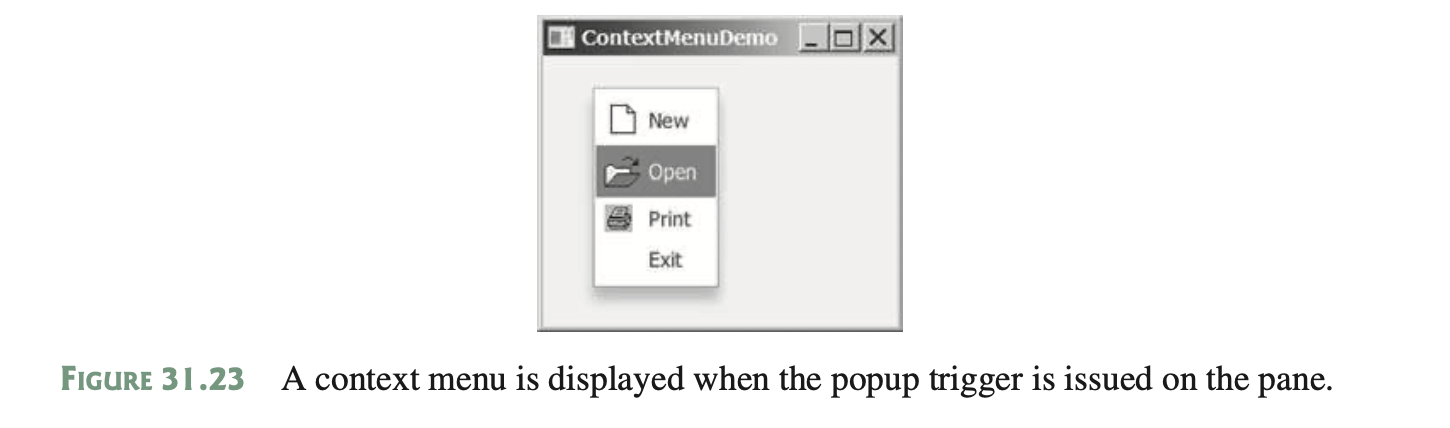 ContextMenuDemo
New
Open
Print
Exit
FIGURE 31.23 A context menu is displayed when the popup trigger is issued on the pane.